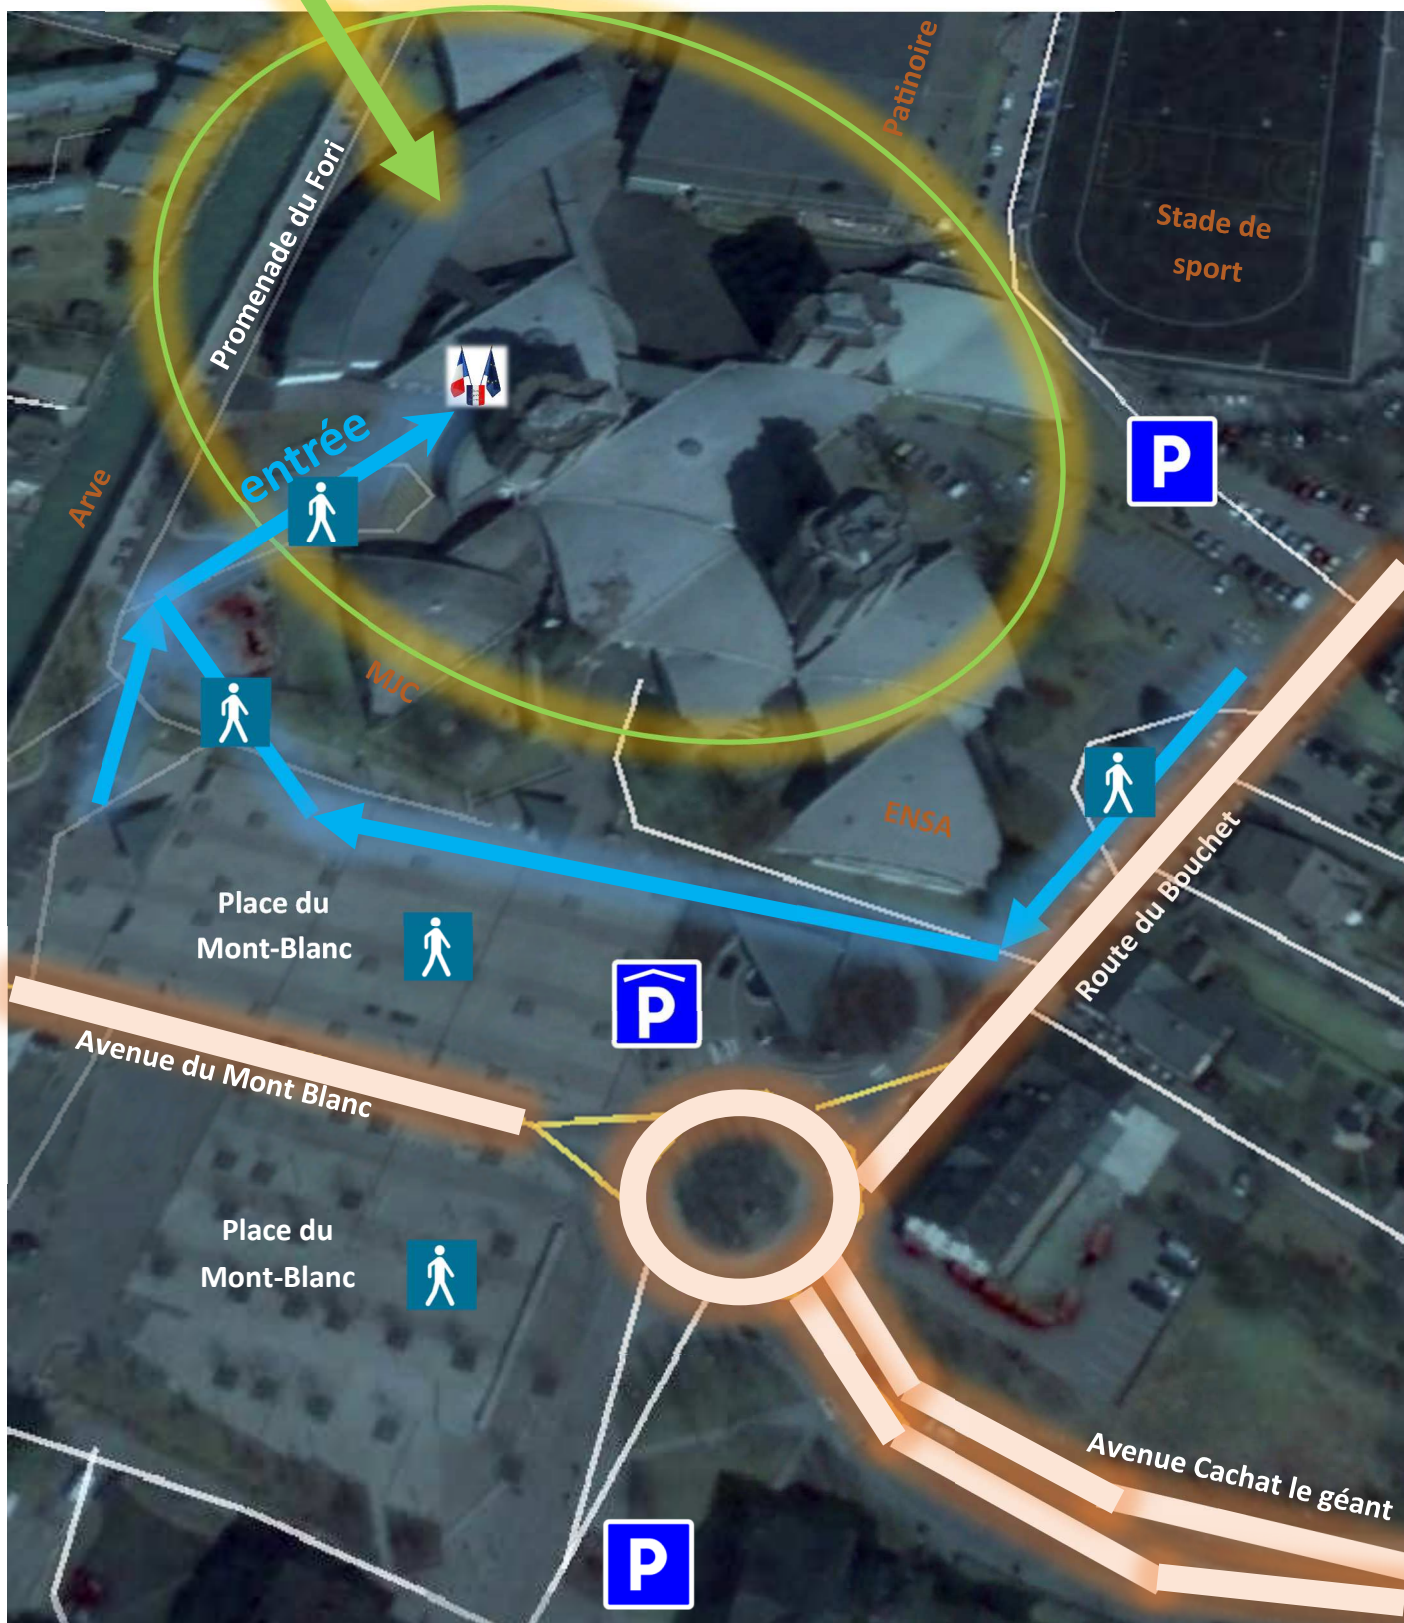 Patinoire
Promenade du Fori
Stade de
sport
entrée
P
Arve
MJC
ENSA
Route du Bouchet
Place du
Mont-Blanc
P
Avenue du Mont Blanc
Place du
Mont-Blanc
Avenue Cachat le géant
P